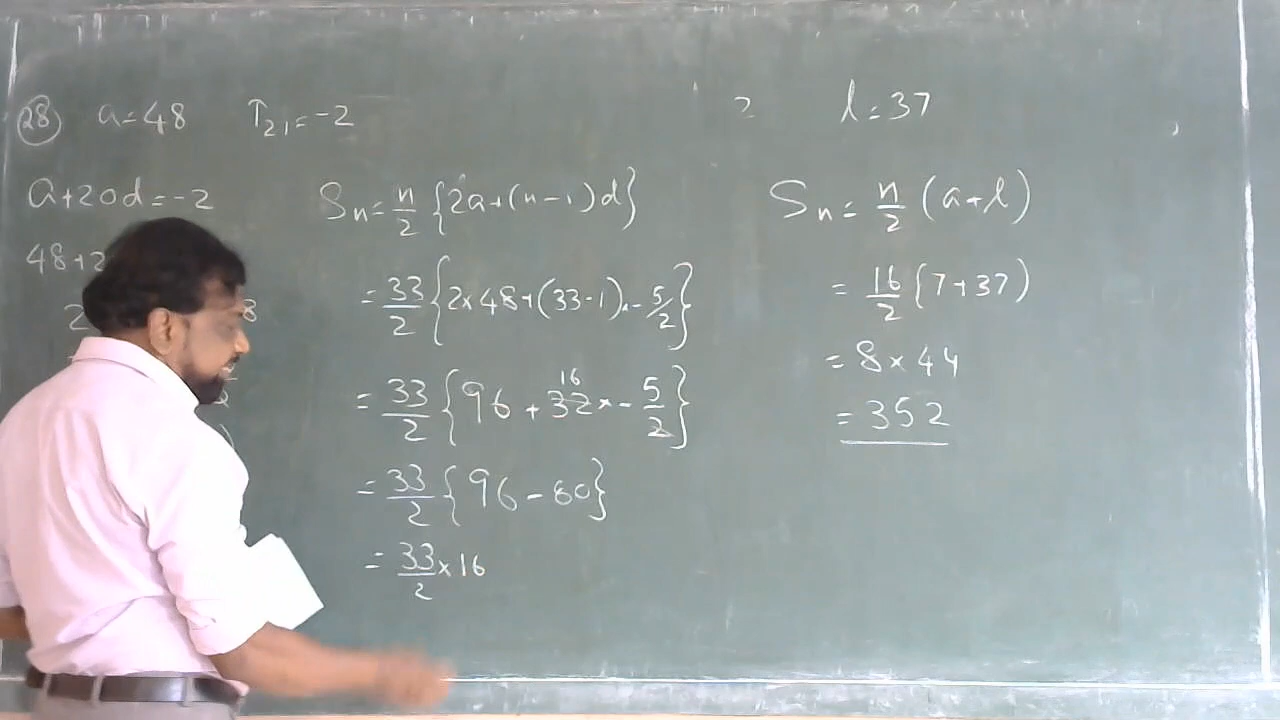 28 a=48 T21=-2
a+20d=-2
48+2
Sn=n/2{2a+(n-1)d}
=33/2{2×48+(33-1)×-5/2}
=33/2{96+32×-5/2}
16
=33/2{96-80}
=33/2×16
l=37
Sn=n/2(a+l)
=16/2(7+37)
=8×44
=352